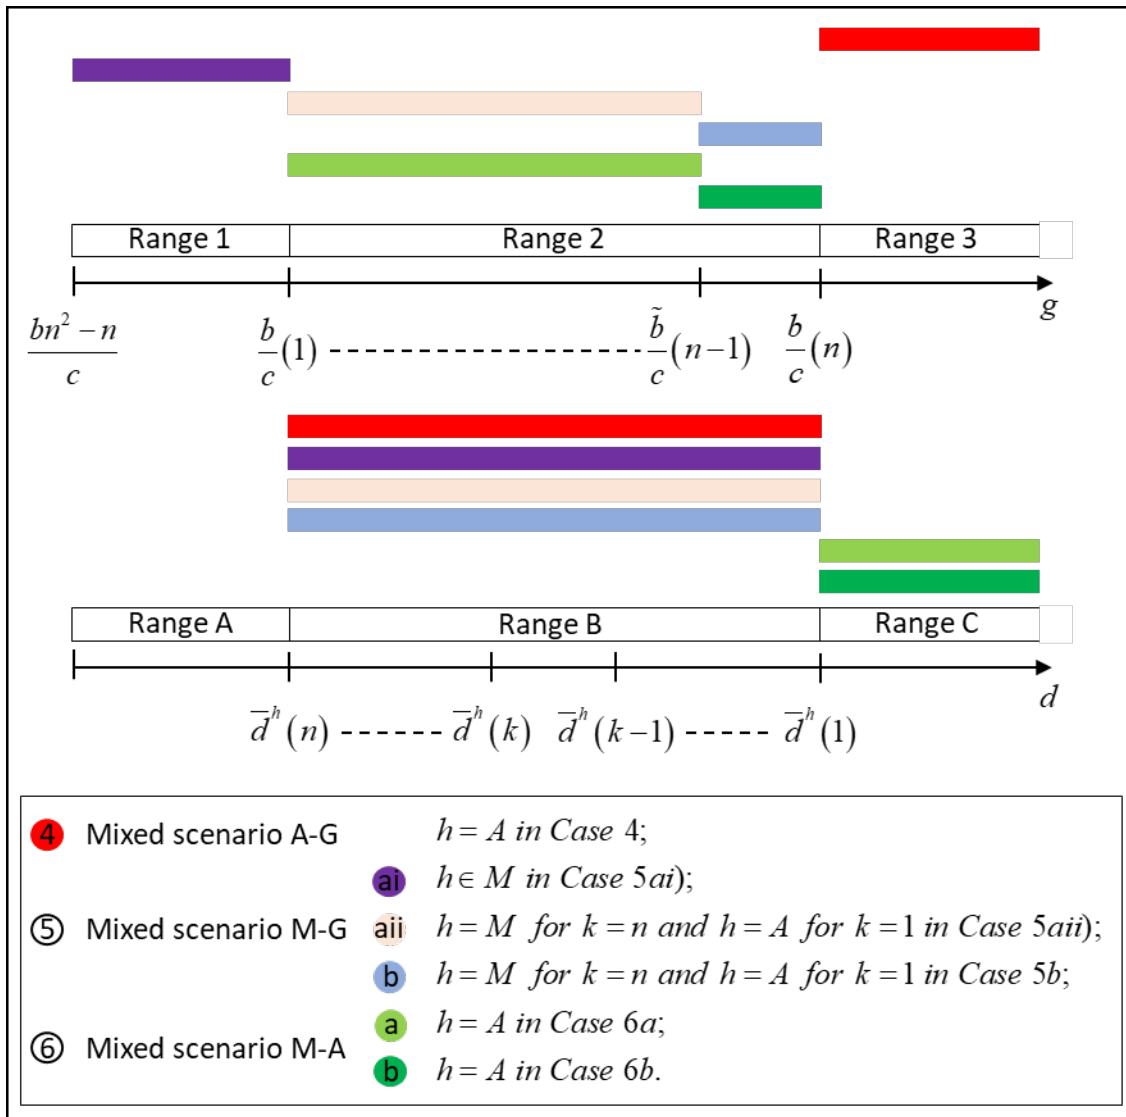 Range 1 Range 2 Range 3
g
bn² − n / c   b/c (1) ---------------------- b̃/c (n−1)   b/c (n)
Range A Range B Range C
d
d̅ʰ(n) ------ d̅ʰ(k) d̅ʰ(k−1) ----- d̅ʰ(1)
4 Mixed scenario A-G h = A in Case 4;
ai h ∈ M in Case 5ai);
⑤ Mixed scenario M-G aii h = M for k = n and h = A for k = 1 in Case 5aii);
b h = M for k = n and h = A for k = 1 in Case 5b;
a h = A in Case 6a;
⑥ Mixed scenario M-A
b h = A in Case 6b.